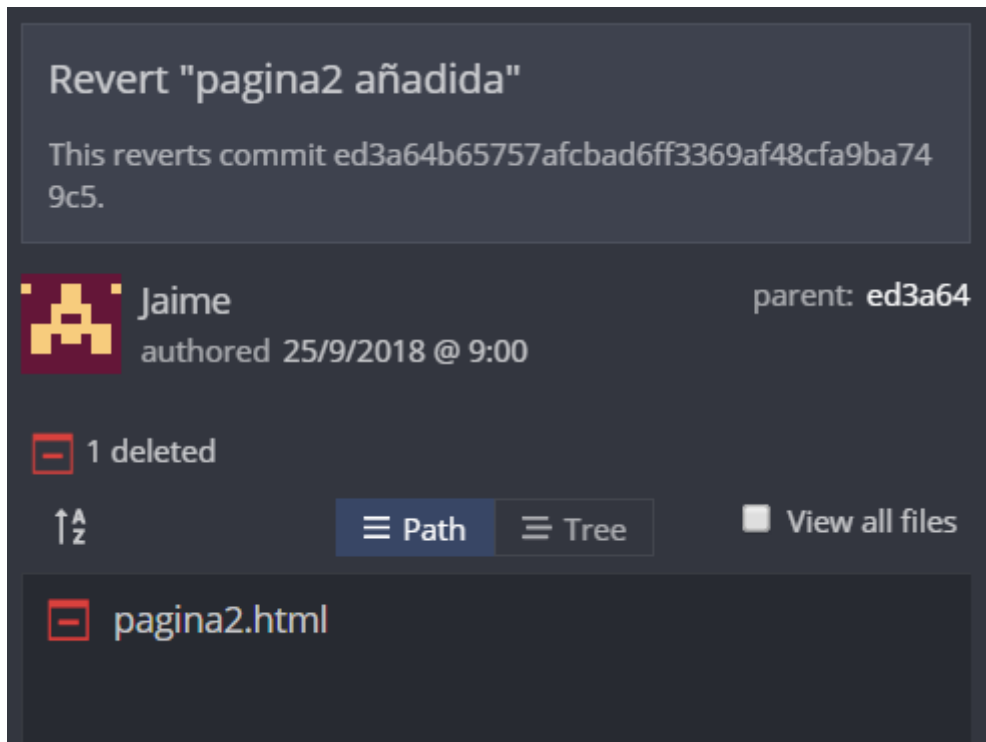 Revert "pagina2 añadida"
This reverts commit ed3a64b65757afcbad6ff3369af48cfa9ba74
9c5.
Jaime
parent: ed3a64
authored 25/9/2018 @ 9:00
1 deleted
A
Z
Path
Tree
View all files
pagina2.html